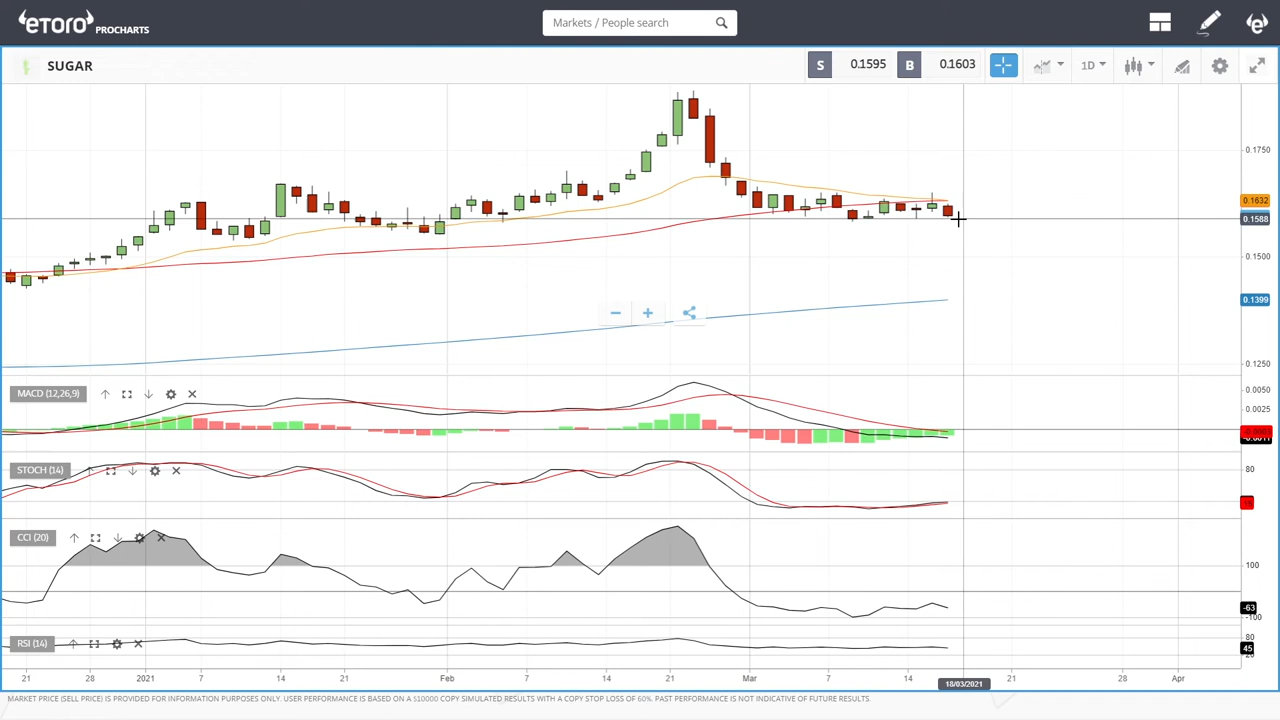 eTORO PROCHARTS
Markets / People search
SUGAR
S 0.1595 B 0.1603
1D
0.1750
0.1632
0.1588
0.1500
0.1399
0.1250
MACD (12,26,9)
0.0050
0.0025
STOCH (14)
80
CCI (20)
100
-63
-100
RSI (14)
80
45
21 28 2021 7 14 21 Feb 7 14 21 Mar 7 14 21 28 Apr
18/03/2021
MARKET PRICE (SELL PRICE) IS PROVIDED FOR INFORMATION PURPOSES ONLY. USER PERFORMANCE IS BASED ON A $10000 COPY SIMULATED RESULTS WITH A COPY STOP LOSS OF 60%. PAST PERFORMANCE IS NOT INDICATIVE OF FUTURE RESULTS.